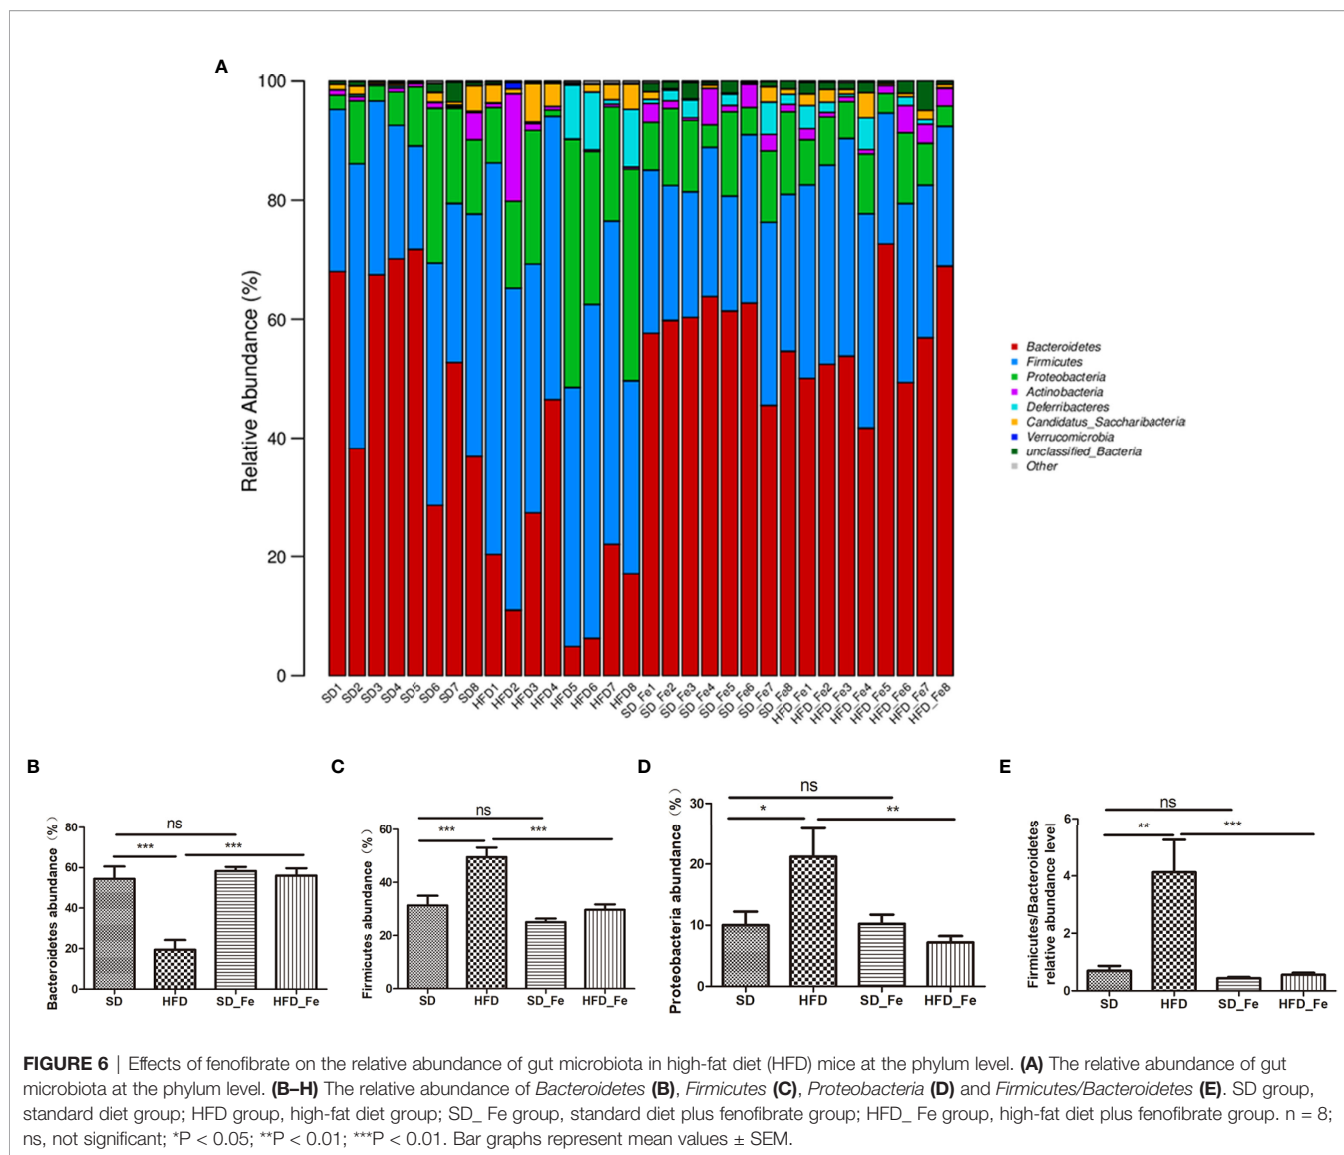 A
Relative Abundance (%)
100
80
60
40
20
0
SD1
SD2
SD3
SD4
SD5
SD6
SD7
SD8
HFD1
HFD2
HFD3
HFD4
HFD5
HFD6
HFD7
HFD8
SD_Fe1
SD_Fe2
SD_Fe3
SD_Fe4
SD_Fe5
SD_Fe6
SD_Fe7
SD_Fe8
HFD_Fe1
HFD_Fe2
HFD_Fe3
HFD_Fe4
HFD_Fe5
HFD_Fe6
HFD_Fe7
HFD_Fe8
Bacteroidetes
Firmicutes
Proteobacteria
Actinobacteria
Deferribacteres
Candidatus_Saccharibacteria
Verrucomicrobia
unclassified_Bacteria
Other
B
Bacteroidetes abundance (%)
80
60
40
20
0
ns
***
***
SD
HFD
SD_Fe
HFD_Fe
C
Firmicutes abundance (%)
60
40
20
0
ns
***
***
SD
HFD
SD_Fe
HFD_Fe
D
Proteobacteria abundance (%)
30
20
10
0
ns
*
**
SD
HFD
SD_Fe
HFD_Fe
E
Firmicutes/Bacteroidetes
relative abundance level
6
4
2
0
ns
**
***
SD
HFD
SD_Fe
HFD_Fe
FIGURE 6 | Effects of fenofibrate on the relative abundance of gut microbiota in high-fat diet (HFD) mice at the phylum level. (A) The relative abundance of gut
microbiota at the phylum level. (B–H) The relative abundance of Bacteroidetes (B), Firmicutes (C), Proteobacteria (D) and Firmicutes/Bacteroidetes (E). SD group,
standard diet group; HFD group, high-fat diet group; SD_ Fe group, standard diet plus fenofibrate group; HFD_ Fe group, high-fat diet plus fenofibrate group. n = 8;
ns, not significant; *P < 0.05; **P < 0.01; ***P < 0.01. Bar graphs represent mean values ± SEM.